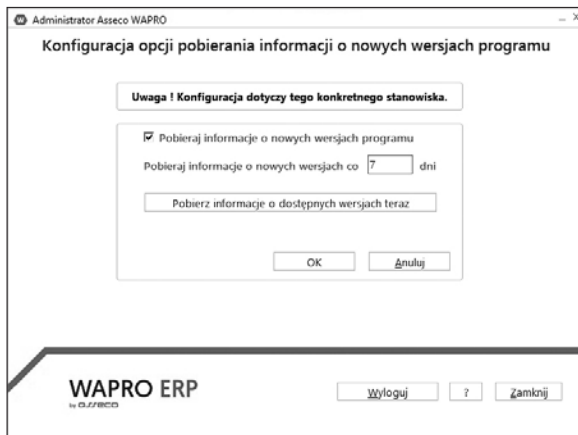 Administrator Asseco WAPRO
Konfiguracja opcji pobierania informacji o nowych wersjach programu
Uwaga ! Konfiguracja dotyczy tego konkretnego stanowiska.
Pobieraj informacje o nowych wersjach programu
Pobieraj informacje o nowych wersjach co 7 dni
Pobierz informacje o dostępnych wersjach teraz
OK Anuluj
WAPRO ERP
by asseco
Wyloguj ? Zamknij